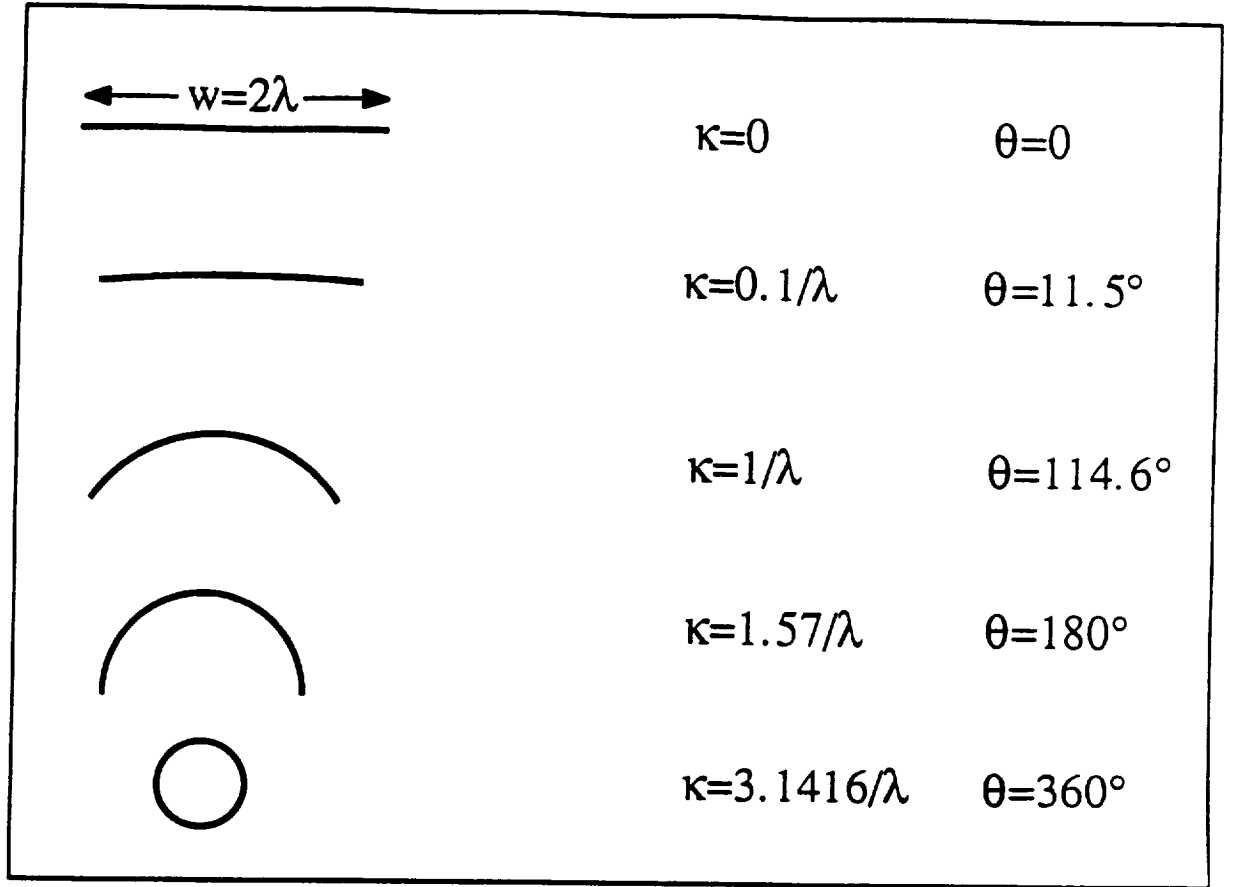 w=2λ
κ=0 θ=0
κ=0.1/λ θ=11.5°
κ=1/λ θ=114.6°
κ=1.57/λ θ=180°
κ=3.1416/λ θ=360°